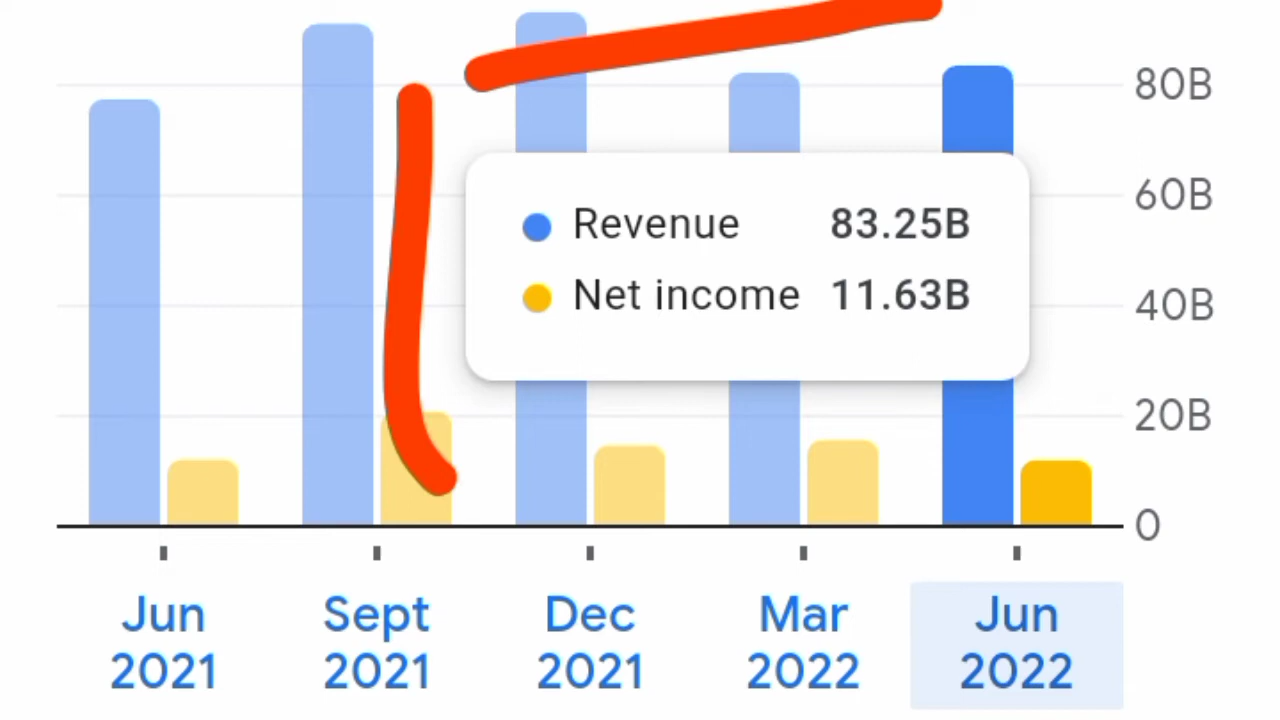 80B
60B
Revenue 83.25B
Net income 11.63B
40B
20B
0
Jun Sept Dec Mar Jun
2021 2021 2021 2022 2022